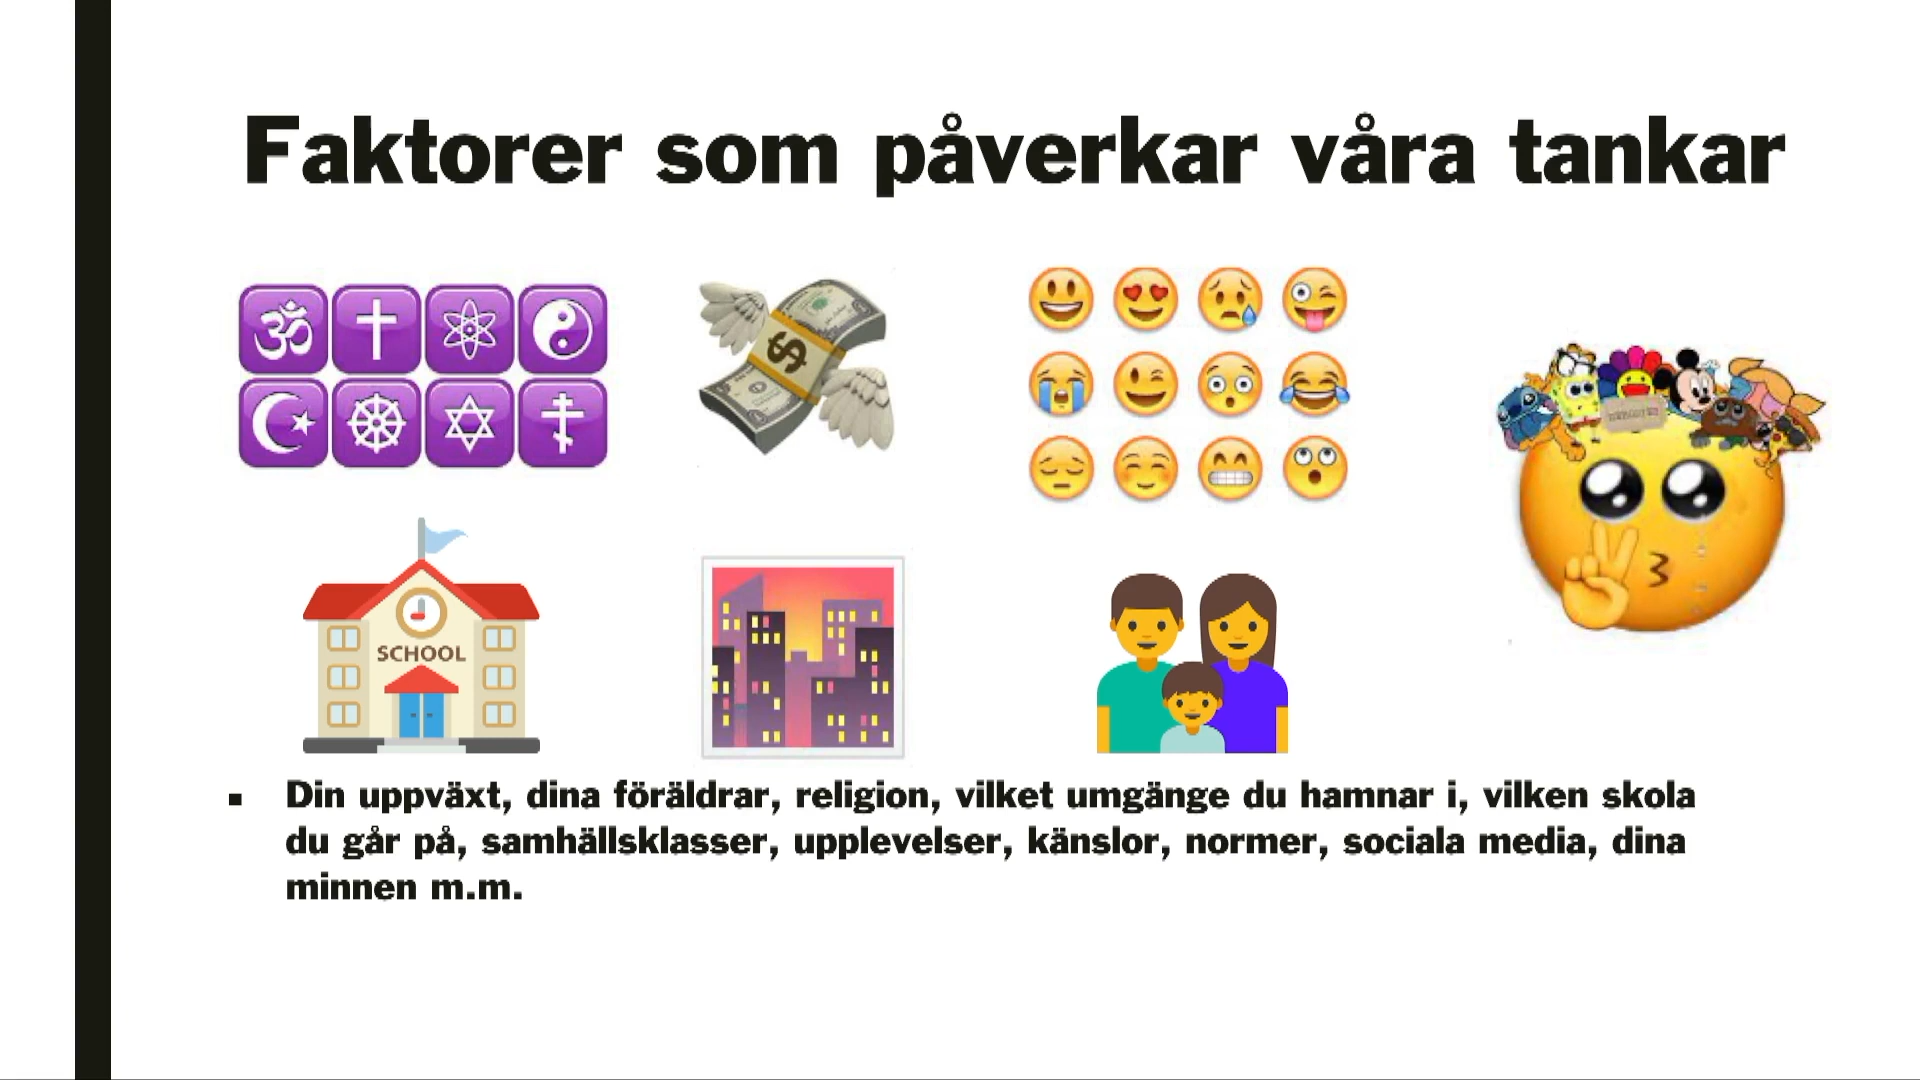 Faktorer som påverkar våra tankar
SCHOOL
▪ Din uppväxt, dina föräldrar, religion, vilket umgänge du hamnar i, vilken skola
du går på, samhällsklasser, upplevelser, känslor, normer, sociala media, dina
minnen m.m.